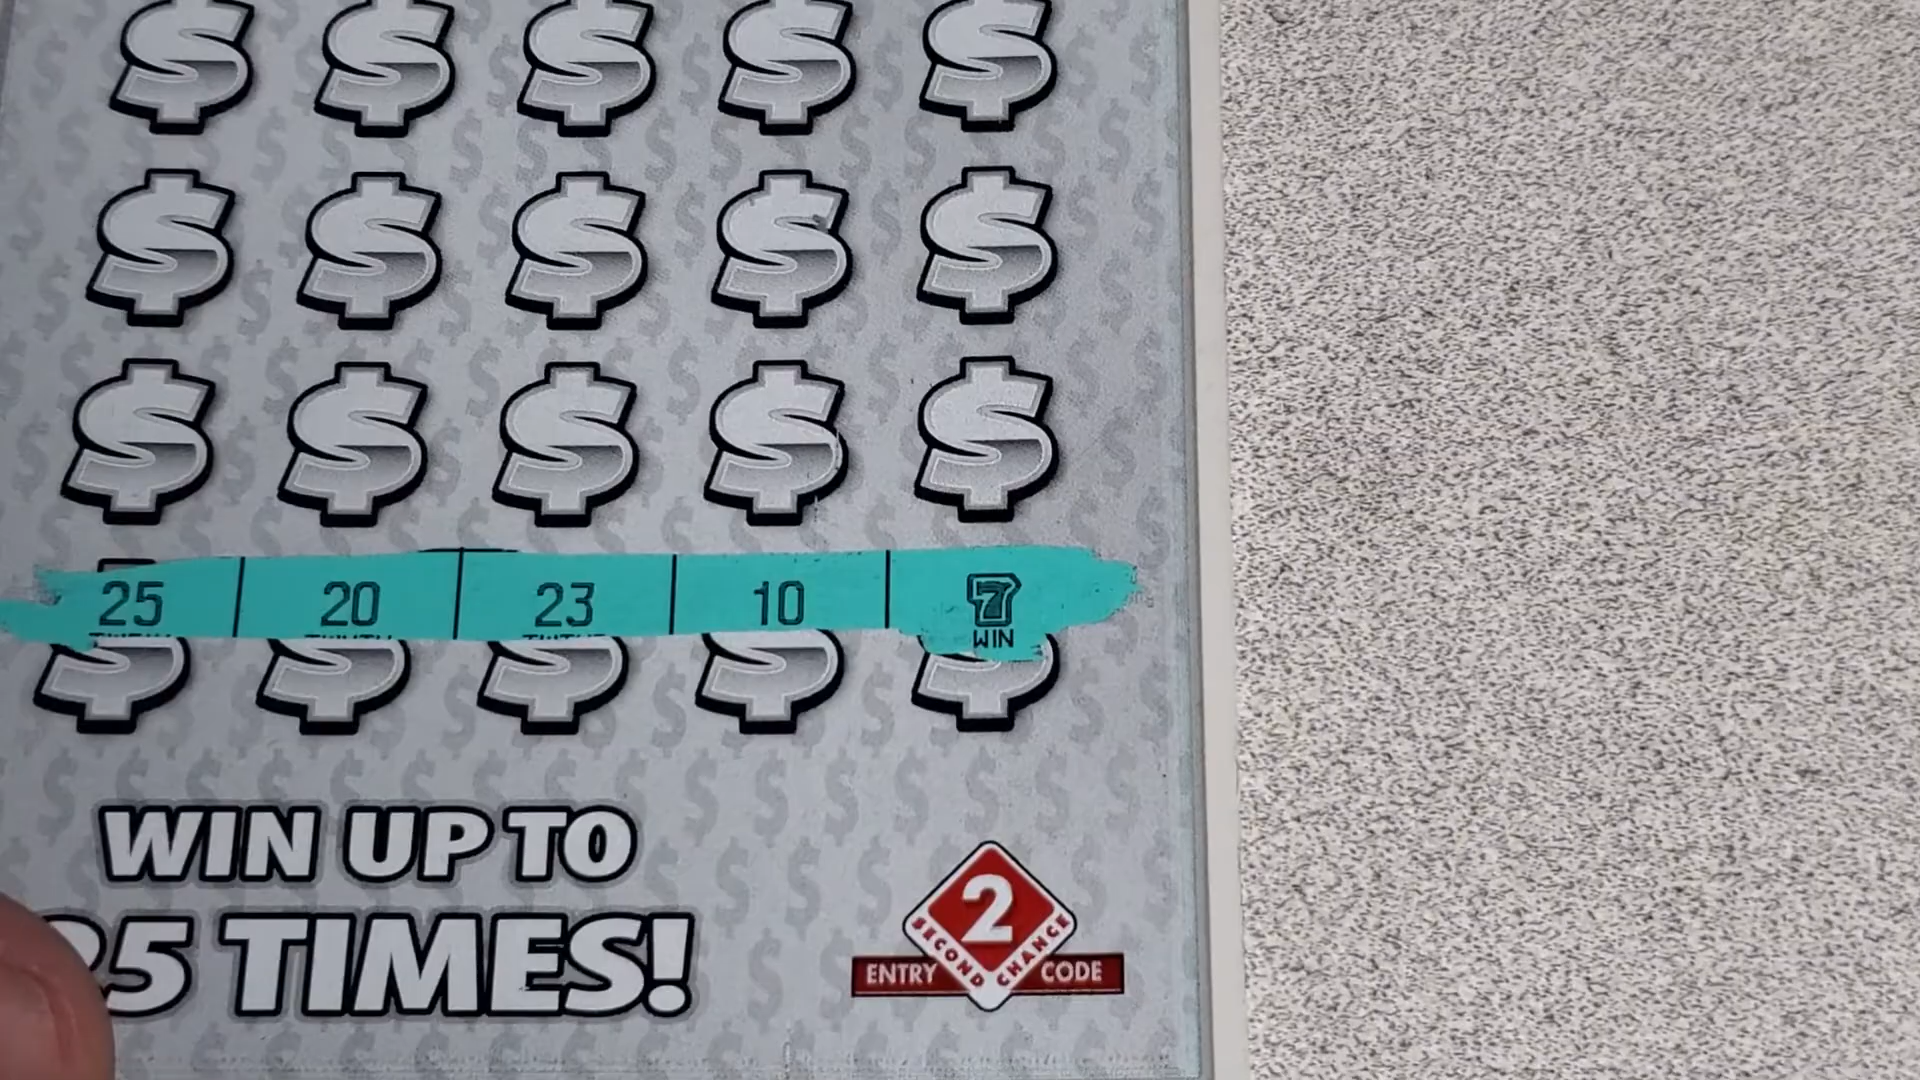 25 20 23 10 7
WIN
WIN UP TO
25 TIMES!
2
SECOND CHANCE
ENTRY CODE